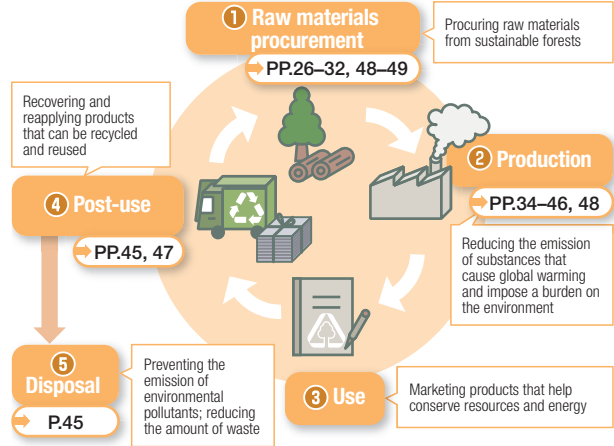 1 Raw materials
procurement
PP.26–32, 48–49
Procuring raw materials
from sustainable forests
2 Production
PP.34–46, 48
Reducing the emission
of substances that
cause global warming
and impose a burden on
the environment
3 Use
Marketing products that help
conserve resources and energy
Recovering and
reapplying products
that can be recycled
and reused
4 Post-use
PP.45, 47
5
Disposal
P.45
Preventing the
emission of
environmental
pollutants; reducing
the amount of waste